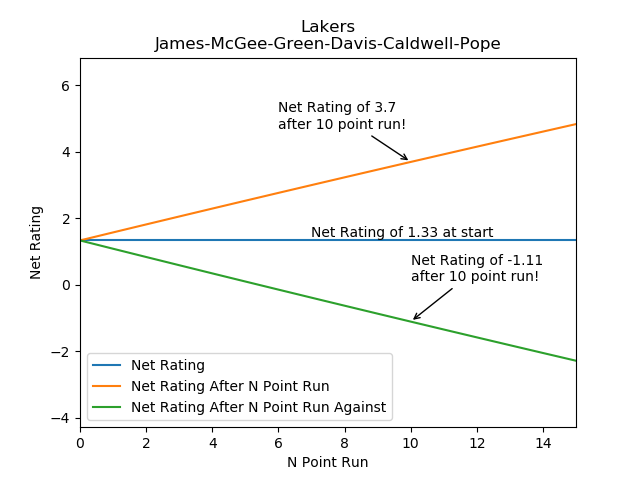 Lakers
James-McGee-Green-Davis-Caldwell-Pope
Net Rating
6
4
2
0
−2
−4
Net Rating of 3.7
after 10 point run!
Net Rating of 1.33 at start
Net Rating of -1.11
after 10 point run!
Net Rating
Net Rating After N Point Run
Net Rating After N Point Run Against
0 2 4 6 8 10 12 14
N Point Run